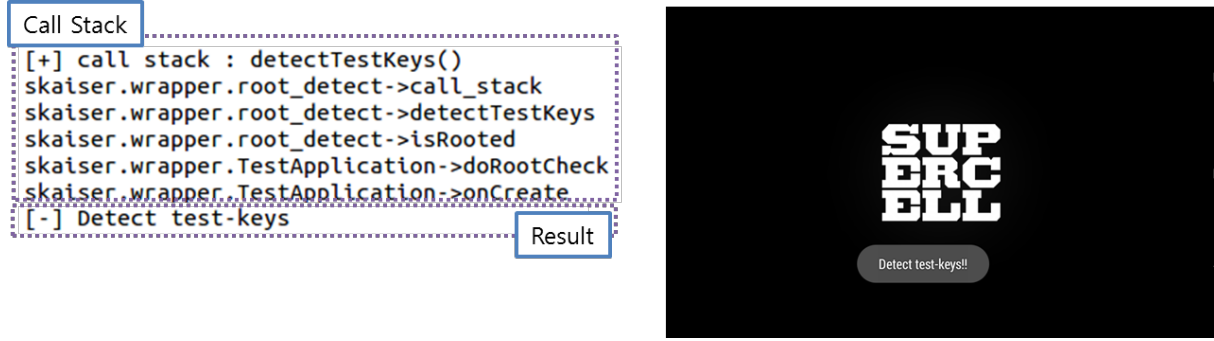 Call Stack
[+] call stack : detectTestKeys()
skaiser.wrapper.root_detect->call_stack
skaiser.wrapper.root_detect->detectTestKeys
skaiser.wrapper.root_detect->isRooted
skaiser.wrapper.TestApplication->doRootCheck
skaiser.wrapper.TestApplication->onCreate
[-] Detect test-keys
Result
SUP
ERC
ELL
Detect test-keys!!